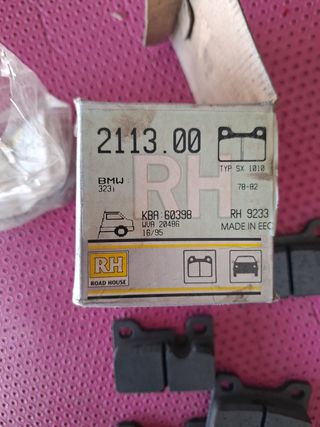 2113.00
TYP SX 1010
BMW
323i
78-82
RH
KBA:60398
RH 9233
WVA 20486
MADE IN EEC
18/95
RH
ROAD HOUSE